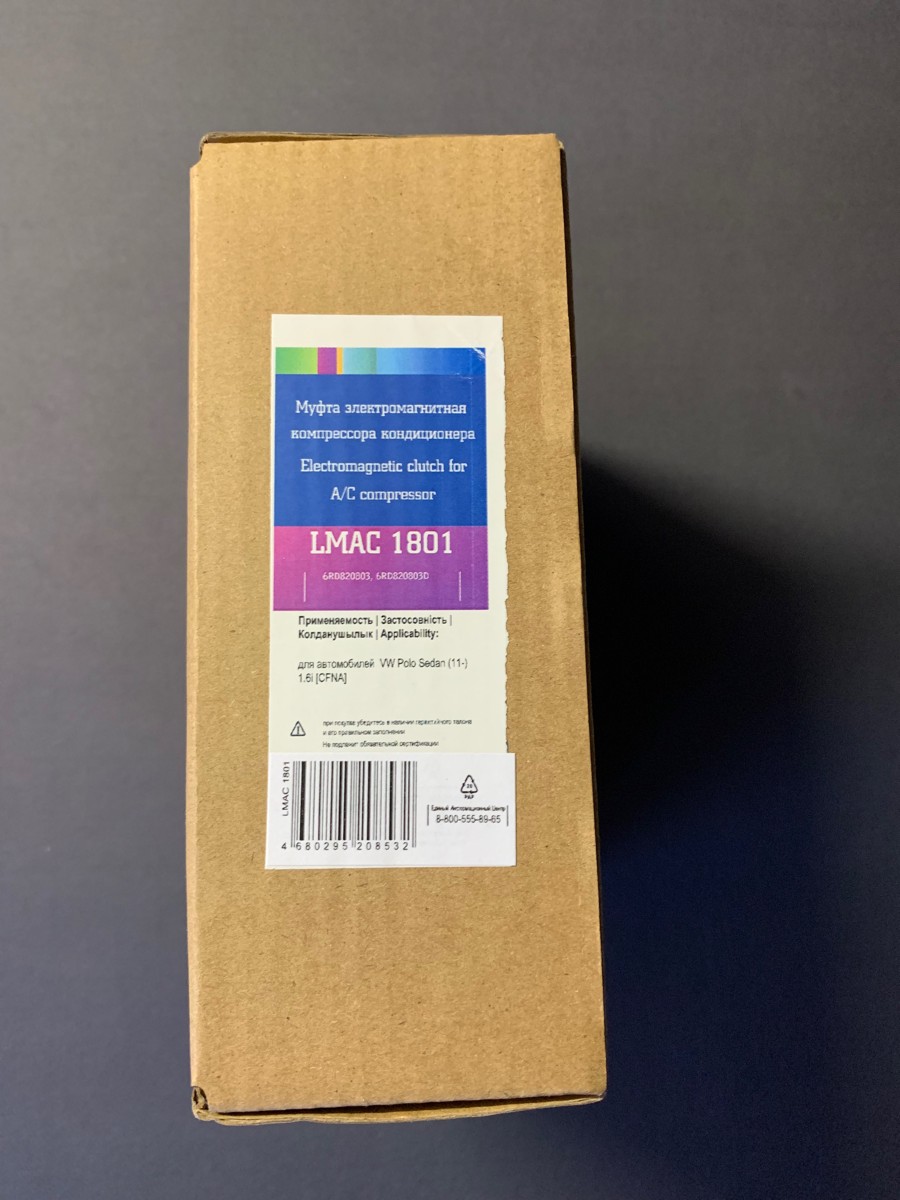 Муфта электромагнитная
компрессора кондиционера
Electromagnetic clutch for
A/C compressor
LMAC 1801
6RD820803, 6RD820803D
Применяемость | Застосовність |
Колданушылык | Applicability:
для автомобилей VW Polo Sedan (11-)
1.6i [CFNA]
при покупке убедитесь в наличии гарантийного талона
и его правильном заполнении
Не подлежит обязательной сертификации
LMAC 1801
4 680295 208532
20
PAP
Единый Центр
8-800-555-89-65